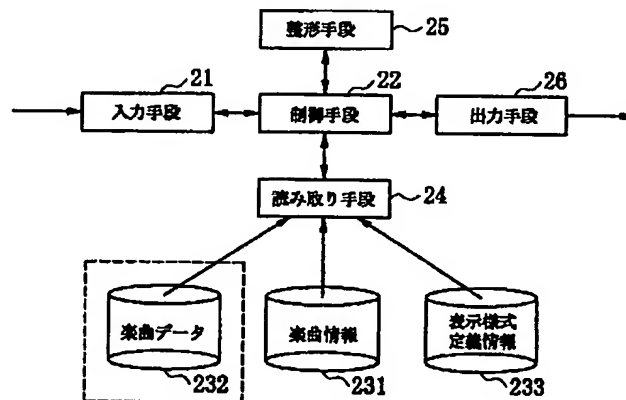 整形手段
25
21
22
26
入力手段
制御手段
出力手段
読み取り手段
24
楽曲データ
楽曲情報
表示様式
定義情報
232
231
233